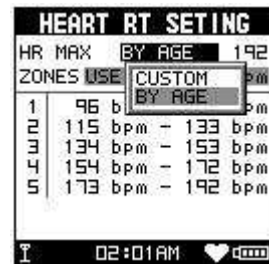 HEART RT SETING
HR MAX BY AGE 192
ZONES USE
CUSTOM
BY AGE
1 96
2 115 bpm - 133 bpm
3 134 bpm - 153 bpm
4 154 bpm - 172 bpm
5 173 bpm - 192 bpm
02:01AM